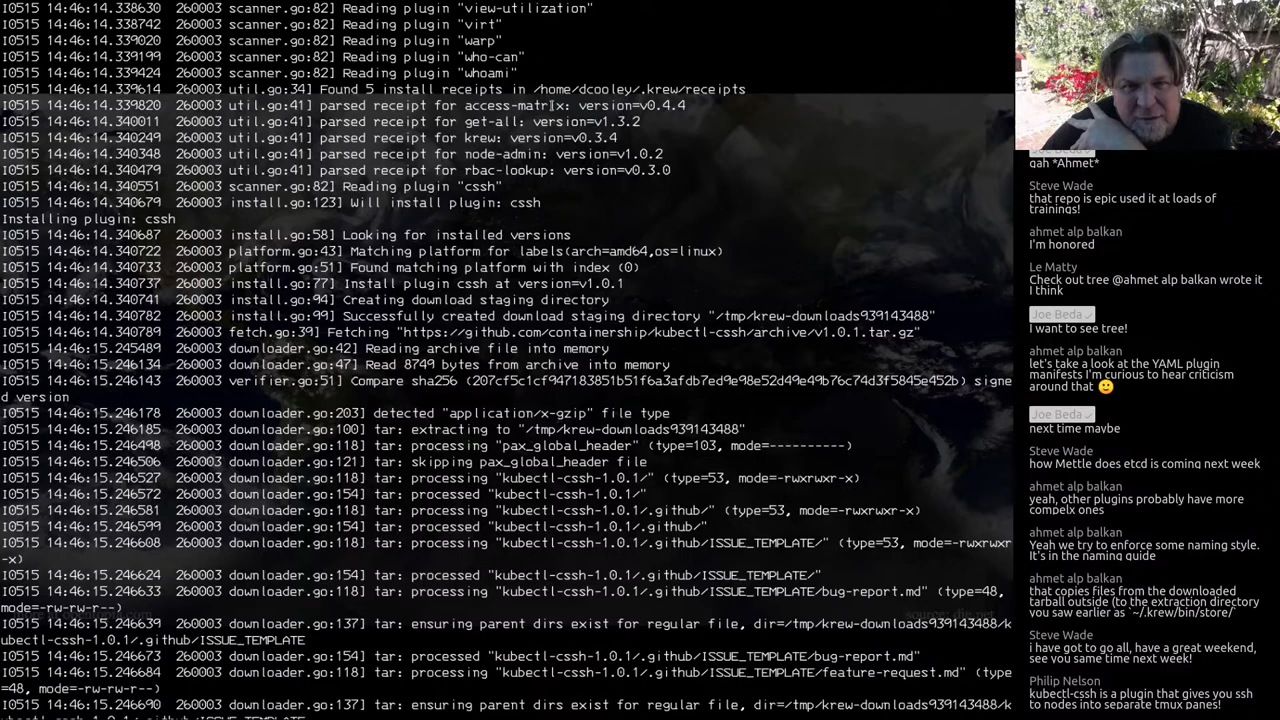 I0515 14:46:14.338630  260003 scanner.go:82] Reading plugin "view-utilization"
I0515 14:46:14.338742  260003 scanner.go:82] Reading plugin "virt"
I0515 14:46:14.339020  260003 scanner.go:82] Reading plugin "warp"
I0515 14:46:14.339199  260003 scanner.go:82] Reading plugin "who-can"
I0515 14:46:14.339424  260003 scanner.go:82] Reading plugin "whoami"
I0515 14:46:14.339614  260003 util.go:34] Found 5 install receipts in /home/dcooley/.krew/receipts
I0515 14:46:14.339820  260003 util.go:41] parsed receipt for access-matrix: version=v0.4.4
I0515 14:46:14.340011  260003 util.go:41] parsed receipt for get-all: version=v1.3.2
I0515 14:46:14.340249  260003 util.go:41] parsed receipt for krew: version=v0.3.4
I0515 14:46:14.340348  260003 util.go:41] parsed receipt for node-admin: version=v1.0.2
I0515 14:46:14.340479  260003 util.go:41] parsed receipt for rbac-lookup: version=v0.3.0
I0515 14:46:14.340551  260003 scanner.go:82] Reading plugin "cssh"
I0515 14:46:14.340679  260003 install.go:123] Will install plugin: cssh
Installing plugin: cssh
I0515 14:46:14.340687  260003 install.go:58] Looking for installed versions
I0515 14:46:14.340722  260003 platform.go:43] Matching platform for labels(arch=amd64,os=linux)
I0515 14:46:14.340733  260003 platform.go:51] Found matching platform with index (0)
I0515 14:46:14.340737  260003 install.go:77] Install plugin cssh at version=v1.0.1
I0515 14:46:14.340741  260003 install.go:94] Creating download staging directory
I0515 14:46:14.340782  260003 install.go:99] Successfully created download staging directory "/tmp/krew-downloads939143488"
I0515 14:46:14.340789  260003 fetch.go:39] Fetching "https://github.com/containership/kubectl-cssh/archive/v1.0.1.tar.gz"
I0515 14:46:15.245489  260003 downloader.go:42] Reading archive file into memory
I0515 14:46:15.246134  260003 downloader.go:47] Read 8749 bytes from archive into memory
I0515 14:46:15.246143  260003 verifier.go:51] Compare sha256 (207cf5c1cf947183851b51f6a3afdb7ed9e98e52d49e49b76c74d3f5845e452b) signe
d version
I0515 14:46:15.246178  260003 downloader.go:203] detected "application/x-gzip" file type
I0515 14:46:15.246185  260003 downloader.go:100] tar: extracting to "/tmp/krew-downloads939143488"
I0515 14:46:15.246498  260003 downloader.go:118] tar: processing "pax_global_header" (type=103, mode=----------)
I0515 14:46:15.246506  260003 downloader.go:121] tar: skipping pax_global_header file
I0515 14:46:15.246527  260003 downloader.go:118] tar: processing "kubectl-cssh-1.0.1/" (type=53, mode=-rwxrwxr-x)
I0515 14:46:15.246572  260003 downloader.go:154] tar: processed "kubectl-cssh-1.0.1/"
I0515 14:46:15.246581  260003 downloader.go:118] tar: processing "kubectl-cssh-1.0.1/.github/" (type=53, mode=-rwxrwxr-x)
I0515 14:46:15.246599  260003 downloader.go:154] tar: processed "kubectl-cssh-1.0.1/.github/"
I0515 14:46:15.246608  260003 downloader.go:118] tar: processing "kubectl-cssh-1.0.1/.github/ISSUE_TEMPLATE/" (type=53, mode=-rwxrwxr
-x)
I0515 14:46:15.246624  260003 downloader.go:154] tar: processed "kubectl-cssh-1.0.1/.github/ISSUE_TEMPLATE/"
I0515 14:46:15.246633  260003 downloader.go:118] tar: processing "kubectl-cssh-1.0.1/.github/ISSUE_TEMPLATE/bug-report.md" (type=48,
mode=-rw-rw-r--)
I0515 14:46:15.246639  260003 downloader.go:137] tar: ensuring parent dirs exist for regular file, dir=/tmp/krew-downloads939143488/k
ubectl-cssh-1.0.1/.github/ISSUE_TEMPLATE
I0515 14:46:15.246673  260003 downloader.go:154] tar: processed "kubectl-cssh-1.0.1/.github/ISSUE_TEMPLATE/bug-report.md"
I0515 14:46:15.246684  260003 downloader.go:118] tar: processing "kubectl-cssh-1.0.1/.github/ISSUE_TEMPLATE/feature-request.md" (type
=48, mode=-rw-rw-r--)
I0515 14:46:15.246690  260003 downloader.go:137] tar: ensuring parent dirs exist for regular file, dir=/tmp/krew-downloads939143488/k
ubectl-cssh-1.0.1/.github/ISSUE_TEMPLATE
source: die.net
Joe Beda ✓
gah *Ahmet*
Steve Wade
that repo is epic used it at loads of
trainings!
ahmet alp balkan
I'm honored
Le Matty
Check out tree @ahmet alp balkan wrote it
I think
Joe Beda ✓
I want to see tree!
ahmet alp balkan
let's take a look at the YAML plugin
manifests I'm curious to hear criticism
around that 🙂
Joe Beda ✓
next time maybe
Steve Wade
how Mettle does etcd is coming next week
ahmet alp balkan
yeah, other plugins probably have more
compelx ones
ahmet alp balkan
Yeah we try to enforce some naming style.
It's in the naming guide
ahmet alp balkan
that copies files from the downloaded
tarball outside (to the extraction directory
you saw earlier as `~/.krew/bin/store/`
Steve Wade
i have got to go all, have a great weekend,
see you same time next week!
Philip Nelson
kubectl-cssh is a plugin that gives you ssh
to nodes into separate tmux panes!